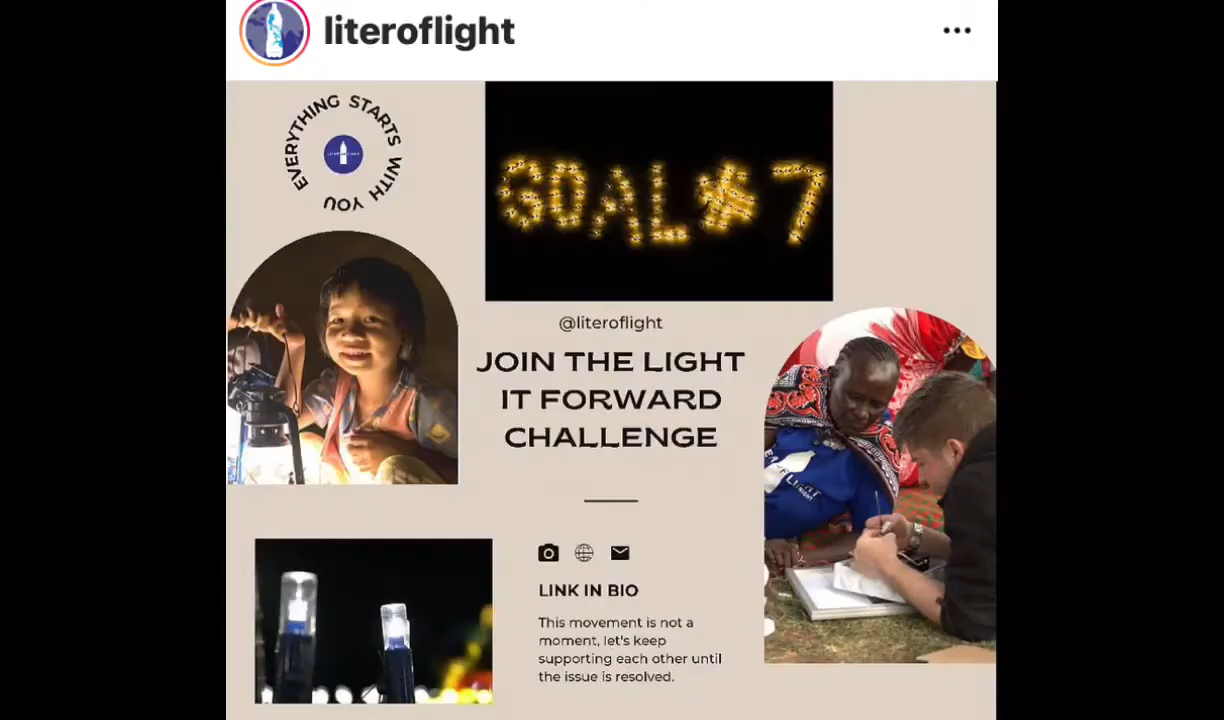 literoflight
EVERYTHING STARTS WITH YOU
GOAL#7
@literoflight
JOIN THE LIGHT
IT FORWARD
CHALLENGE
LINK IN BIO
This movement is not a
moment, let's keep
supporting each other until
the issue is resolved.